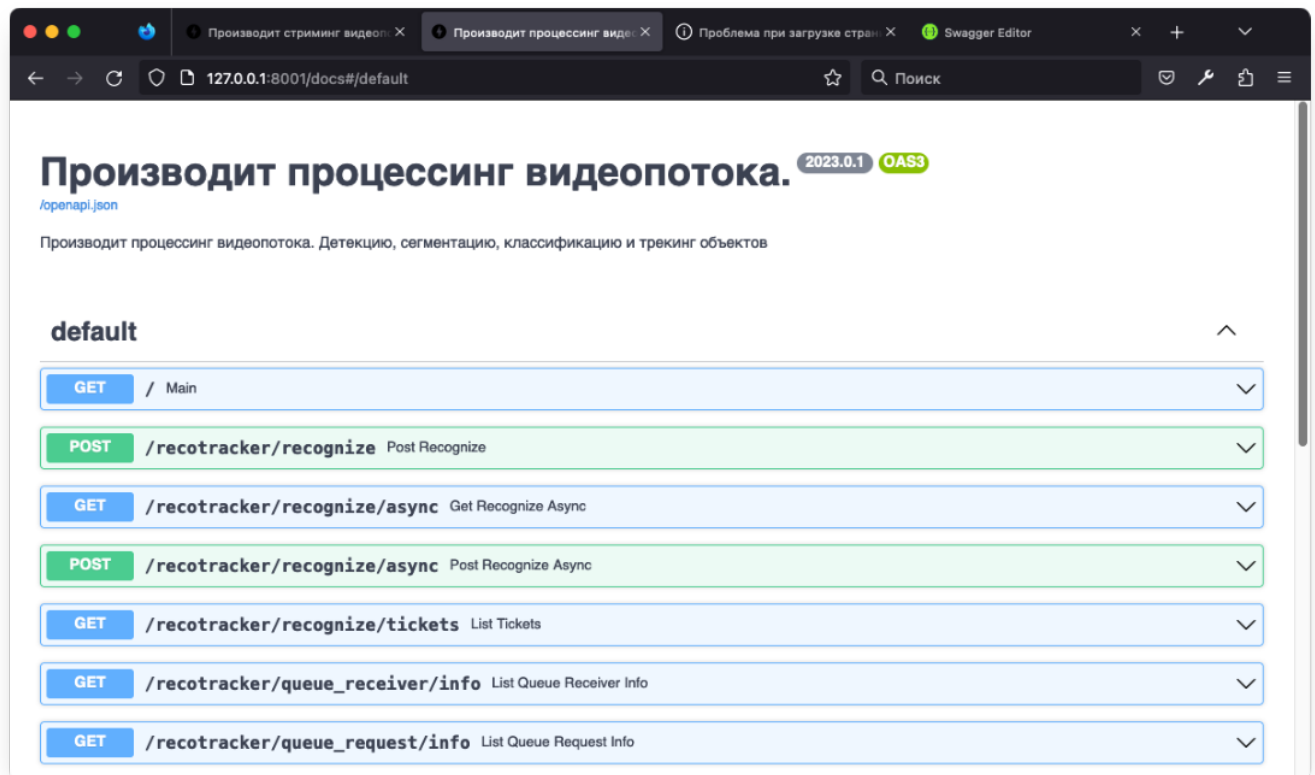 Производит стриминг видеоп
Производит процессинг видео
Проблема при загрузке стран
Swagger Editor
127.0.0.1:8001/docs#/default
Поиск
Производит процессинг видеопотока. 2023.0.1 OAS3
/openapi.json
Производит процессинг видеопотока. Детекцию, сегментацию, классификацию и трекинг объектов
default
GET / Main
POST /recotracker/recognize Post Recognize
GET /recotracker/recognize/async Get Recognize Async
POST /recotracker/recognize/async Post Recognize Async
GET /recotracker/recognize/tickets List Tickets
GET /recotracker/queue_receiver/info List Queue Receiver Info
GET /recotracker/queue_request/info List Queue Request Info